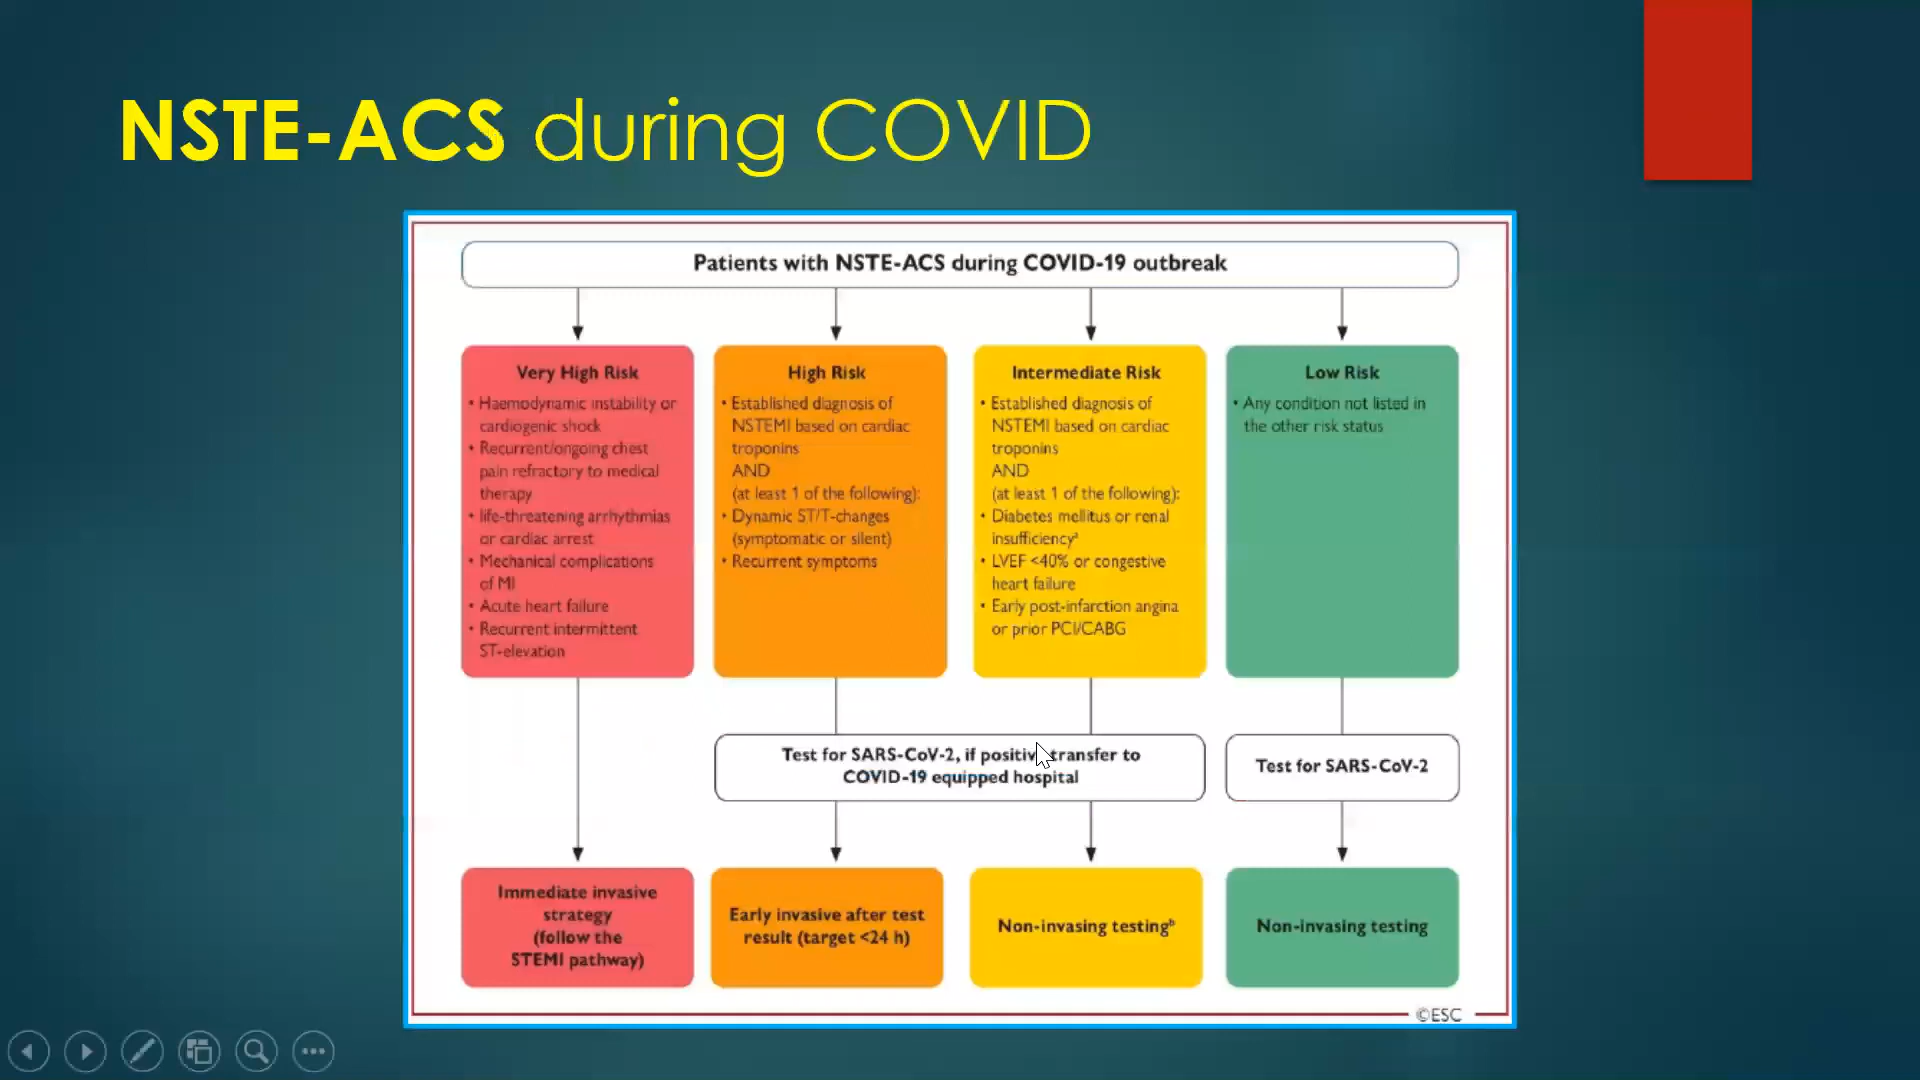 NSTE-ACS during COVID
Patients with NSTE-ACS during COVID-19 outbreak
Very High Risk
• Haemodynamic instability or
cardiogenic shock
• Recurrent/ongoing chest
pain refractory to medical
therapy
• life-threatening arrhythmias
or cardiac arrest
• Mechanical complications
of MI
• Acute heart failure
• Recurrent intermittent
ST-elevation
High Risk
• Established diagnosis of
NSTEMI based on cardiac
troponins
AND
(at least 1 of the following):
• Dynamic ST/T-changes
(symptomatic or silent)
• Recurrent symptoms
Intermediate Risk
• Established diagnosis of
NSTEMI based on cardiac
troponins
AND
(at least 1 of the following):
• Diabetes mellitus or renal
insufficiencyᵃ
• LVEF <40% or congestive
heart failure
• Early post-infarction angina
or prior PCI/CABG
Low Risk
• Any condition not listed in
the other risk status
Test for SARS-CoV-2, if positive transfer to
COVID-19 equipped hospital
Test for SARS-CoV-2
Immediate invasive
strategy
(follow the
STEMI pathway)
Early invasive after test
result (target <24 h)
Non-invasing testingᵇ
Non-invasing testing
©ESC